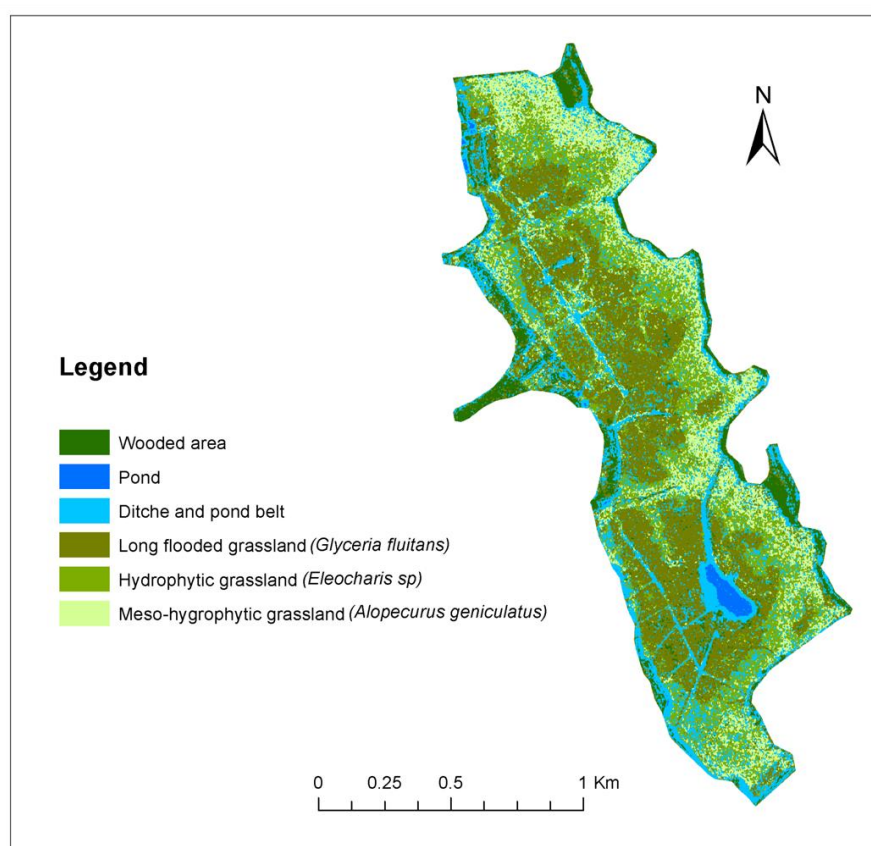 N
Legend
Wooded area
Pond
Ditche and pond belt
Long flooded grassland (Glyceria fluitans)
Hydrophytic grassland (Eleocharis sp)
Meso-hygrophytic grassland (Alopecurus geniculatus)
0 0.25 0.5 1 Km